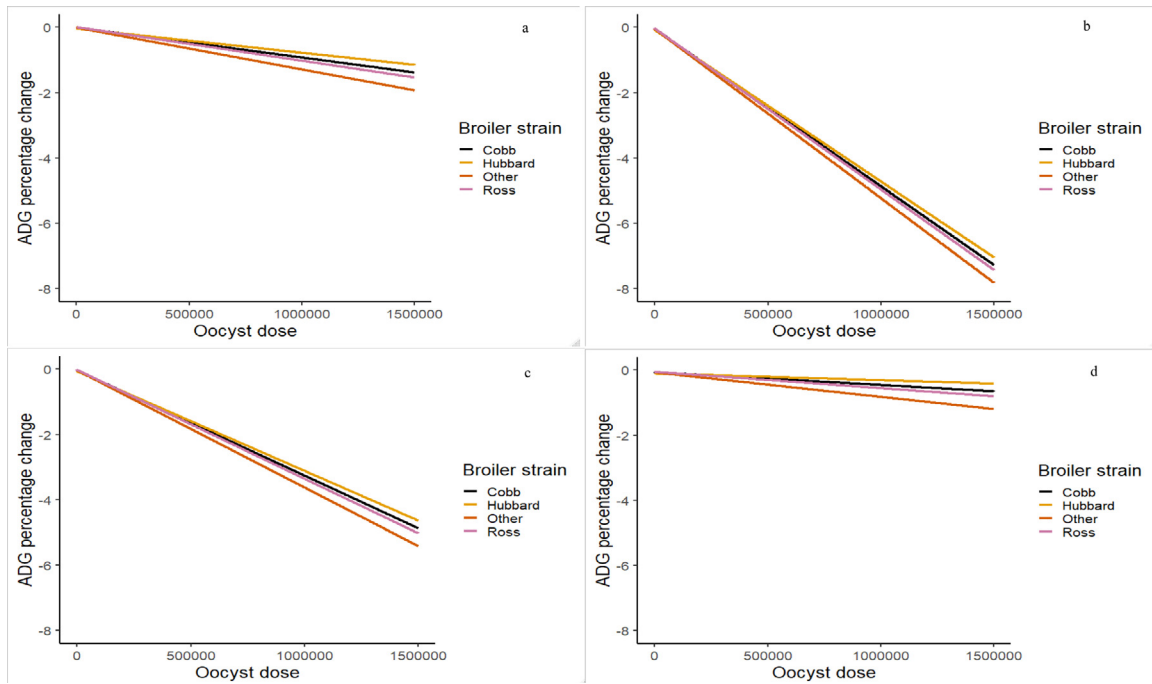 a
ADG percentage change
0
-2
-4
-6
-8
0 500000 1000000 1500000
Oocyst dose
Broiler strain
Cobb
Hubbard
Other
Ross
b
ADG percentage change
0
-2
-4
-6
-8
0 500000 1000000 1500000
Oocyst dose
Broiler strain
Cobb
Hubbard
Other
Ross
c
ADG percentage change
0
-2
-4
-6
-8
0 500000 1000000 1500000
Oocyst dose
Broiler strain
Cobb
Hubbard
Other
Ross
d
ADG percentage change
0
-2
-4
-6
-8
0 500000 1000000 1500000
Oocyst dose
Broiler strain
Cobb
Hubbard
Other
Ross